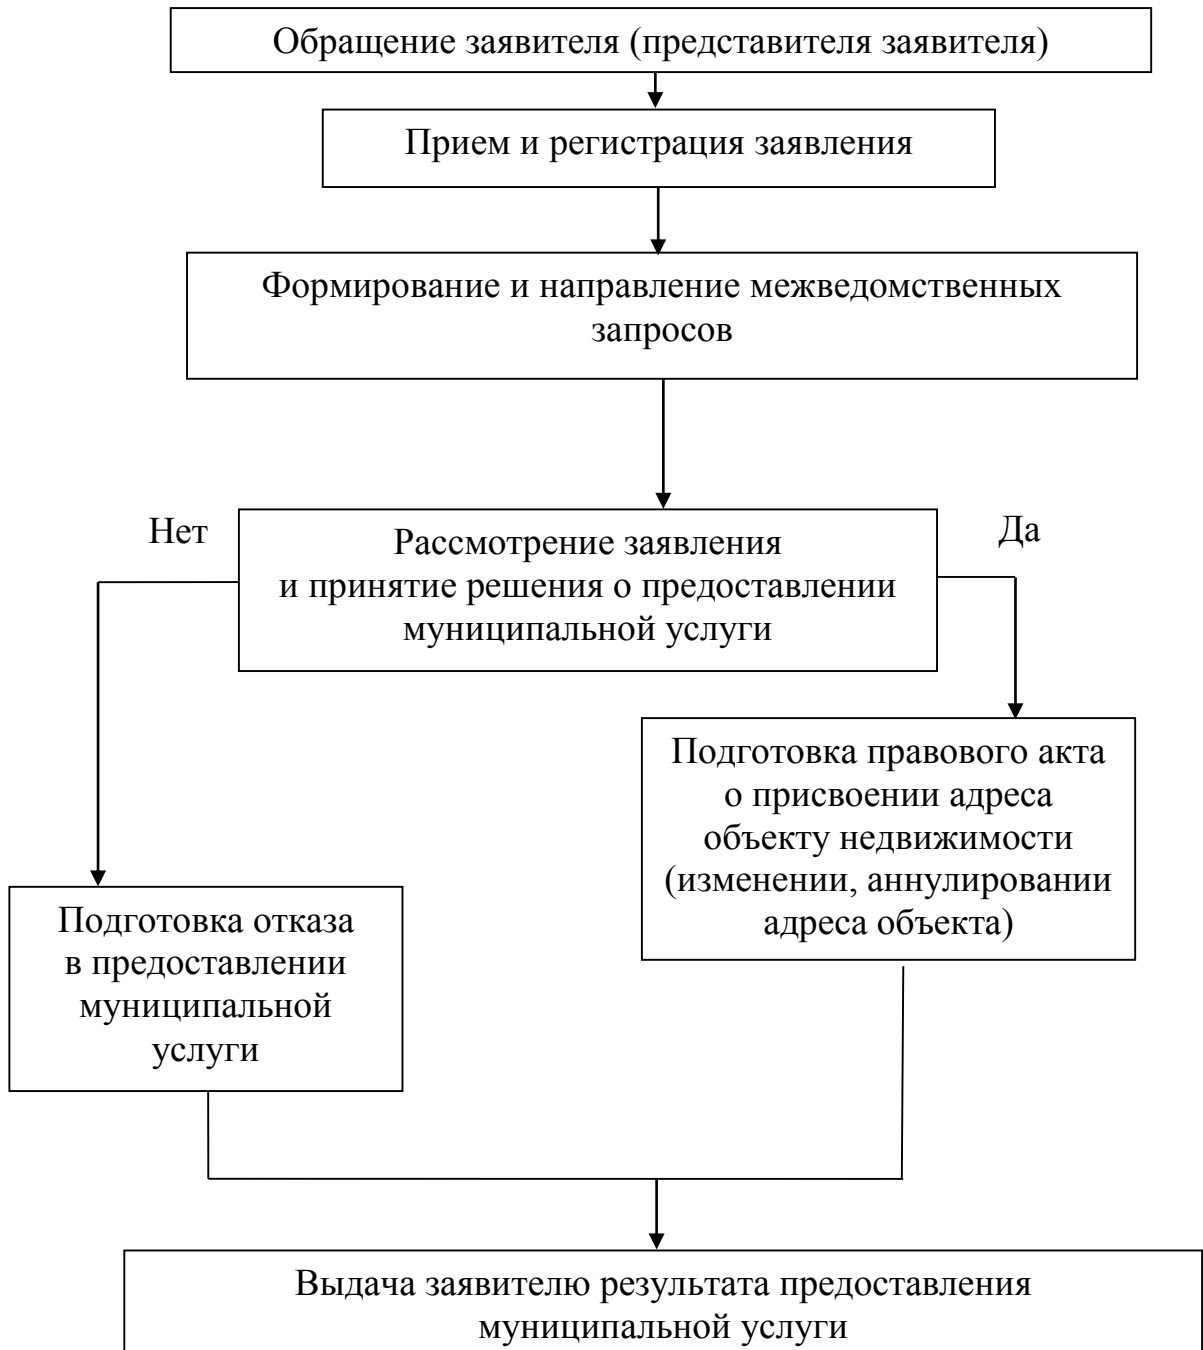 Обращение заявителя (представителя заявителя)
Прием и регистрация заявления
Формирование и направление межведомственных
запросов
Нет
Да
Рассмотрение заявления
и принятие решения о предоставлении
муниципальной услуги
Подготовка правового акта
о присвоении адреса
объекту недвижимости
(изменении, аннулировании
адреса объекта)
Подготовка отказа
в предоставлении
муниципальной
услуги
Выдача заявителю результата предоставления
муниципальной услуги